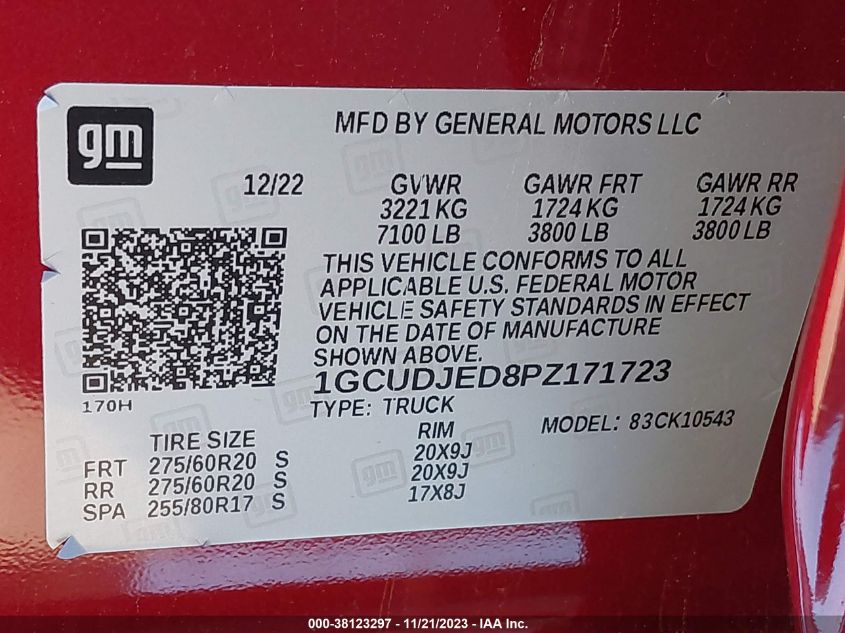 gm
MFD BY GENERAL MOTORS LLC
12/22 GVWR GAWR FRT GAWR RR
3221 KG 1724 KG 1724 KG
7100 LB 3800 LB 3800 LB
THIS VEHICLE CONFORMS TO ALL
APPLICABLE U.S. FEDERAL MOTOR
VEHICLE SAFETY STANDARDS IN EFFECT
ON THE DATE OF MANUFACTURE
SHOWN ABOVE.
1GCUDJED8PZ171723
170H
TYPE: TRUCK
MODEL: 83CK10543
TIRE SIZE RIM
FRT 275/60R20 S 20X9J
RR 275/60R20 S 20X9J
SPA 255/80R17 S 17X8J
000-38123297 - 11/21/2023 - IAA Inc.